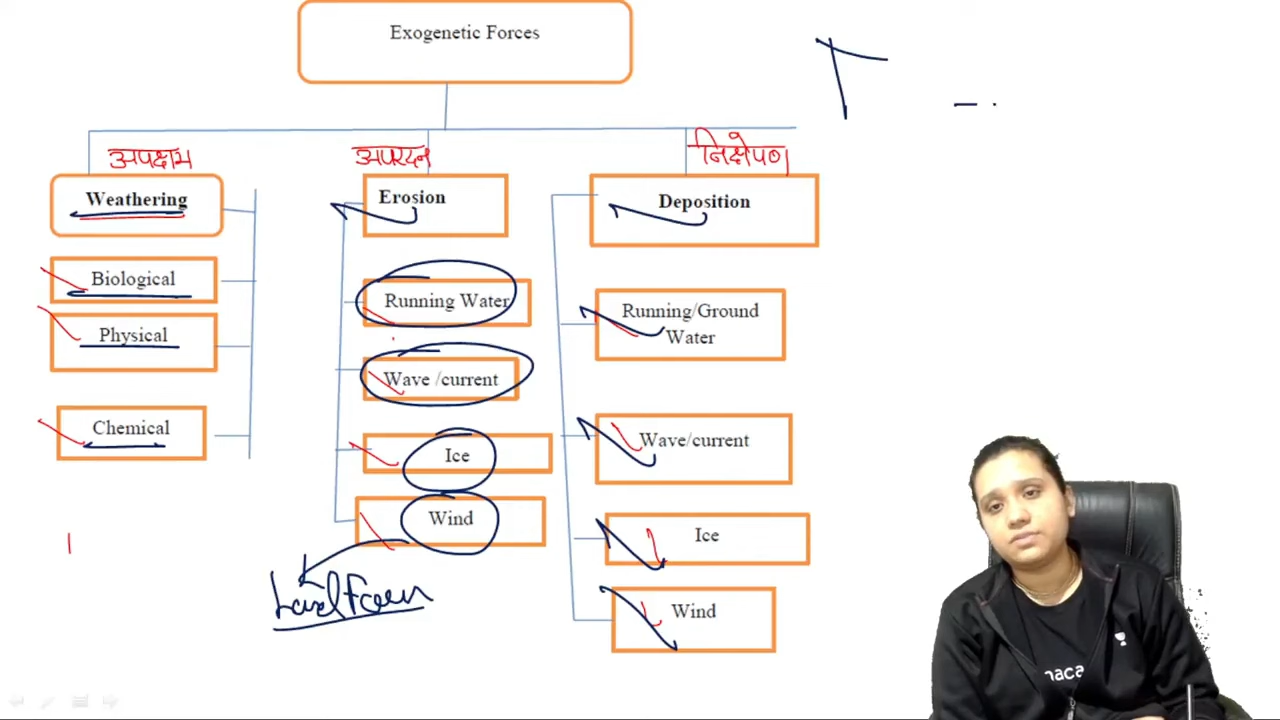 Exogenetic Forces
अपक्षय
अपरदन
निक्षेपण
Weathering
Biological
Physical
Chemical
Erosion
Running Water
Wave /current
Ice
Wind
LandForm
Deposition
Running/Ground
Water
Wave/current
Ice
Wind
naca